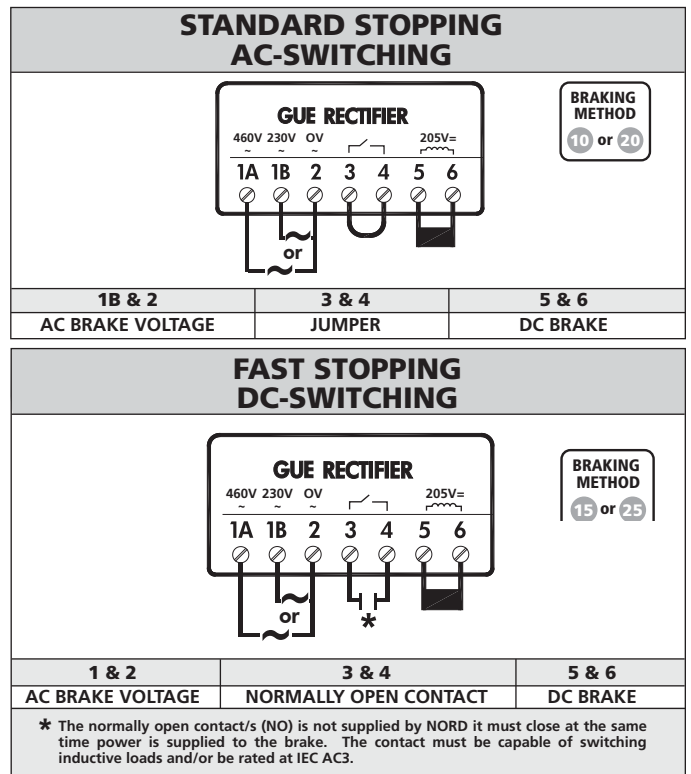 STANDARD STOPPING
AC-SWITCHING
BRAKING
METHOD
10 or 20
GUE RECTIFIER
460V 230V OV 205V=
~ ~ ~
1A 1B 2 3 4 5 6
~
or
~
1B & 2 3 & 4 5 & 6
AC BRAKE VOLTAGE JUMPER DC BRAKE
FAST STOPPING
DC-SWITCHING
BRAKING
METHOD
15 or 25
GUE RECTIFIER
460V 230V OV 205V=
~ ~ ~
1A 1B 2 3 4 5 6
~
or
~
*
1 & 2 3 & 4 5 & 6
AC BRAKE VOLTAGE NORMALLY OPEN CONTACT DC BRAKE
* The normally open contact/s (NO) is not supplied by NORD it must close at the same
time power is supplied to the brake. The contact must be capable of switching
inductive loads and/or be rated at IEC AC3.